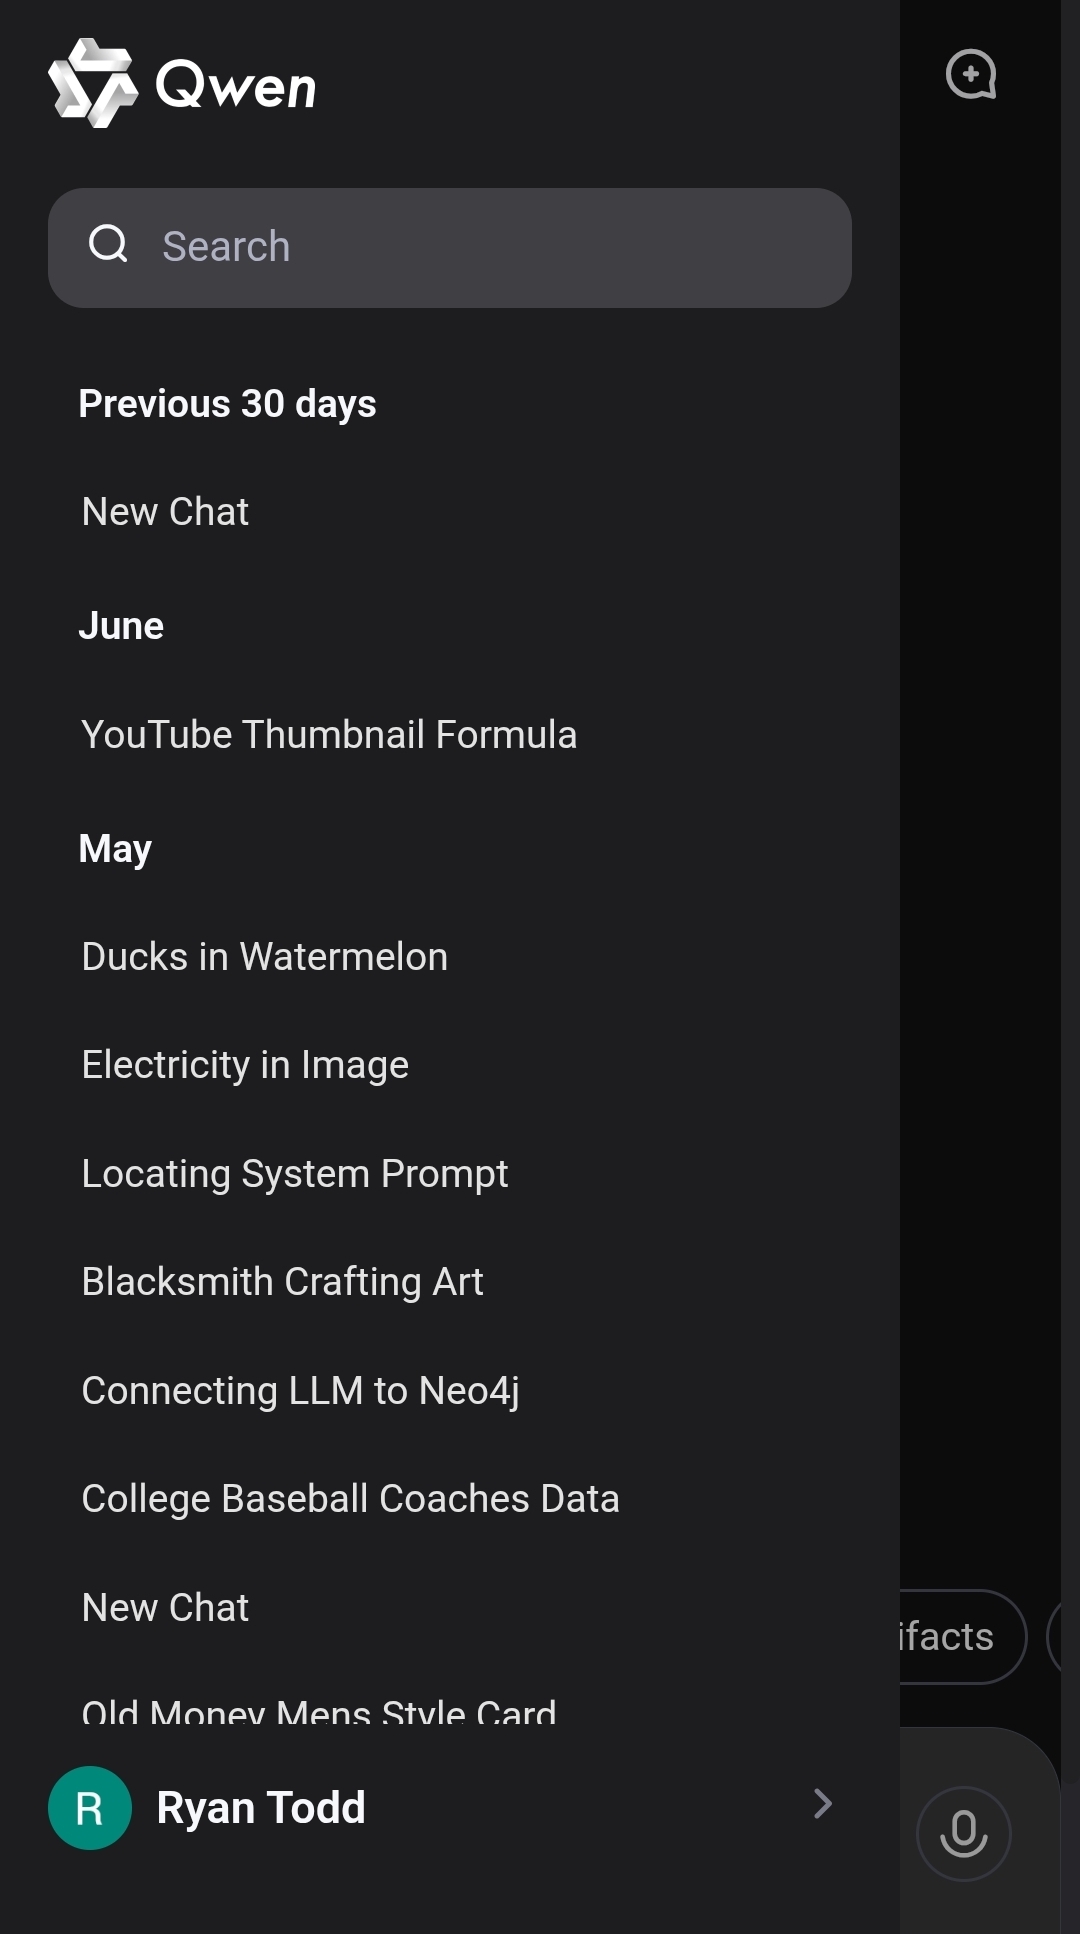 Qwen
Search
Previous 30 days
New Chat
June
YouTube Thumbnail Formula
May
Ducks in Watermelon
Electricity in Image
Locating System Prompt
Blacksmith Crafting Art
Connecting LLM to Neo4j
College Baseball Coaches Data
New Chat
ifacts
Old Money Mens Style Card
R Ryan Todd